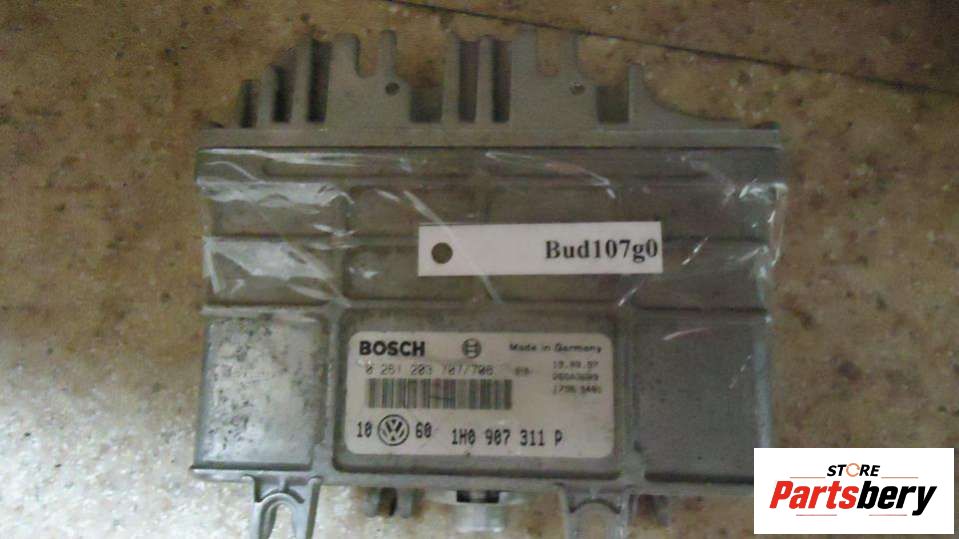 Bud107g0
BOSCH Made in Germany
0 261 203 707/708
10 60 1H0 907 311 P
STORE
Partsbery